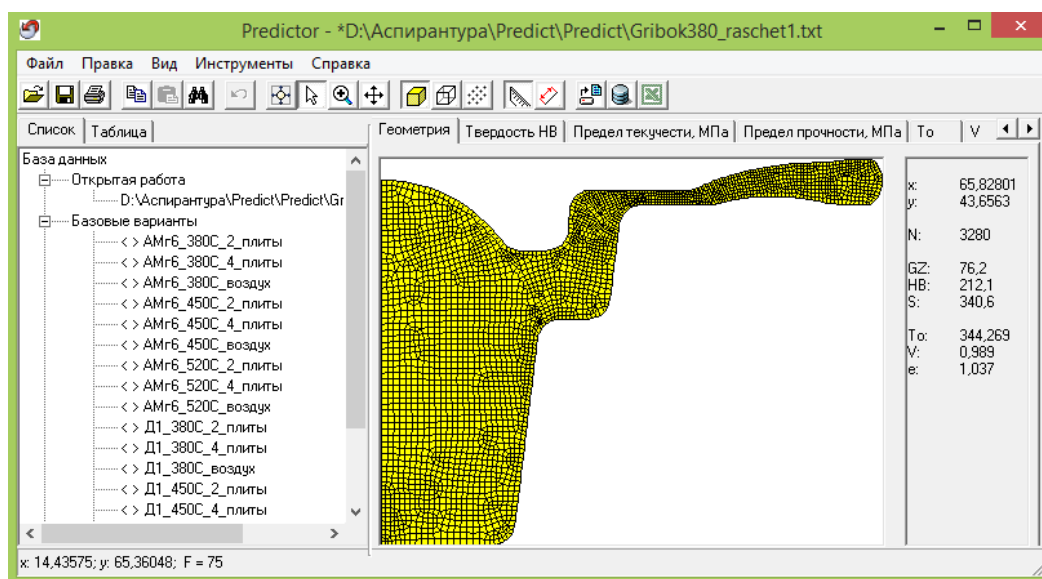 Predictor - *D:\Аспирантура\Predict\Predict\Gribok380_raschet1.txt
Файл Правка Вид Инструменты Справка
Список Таблица
База данных
Открытая работа
D:\Аспирантура\Predict\Predict\Gr
Базовые варианты
< > АМг6_380С_2_плиты
< > АМг6_380С_4_плиты
< > АМг6_380С_воздух
< > АМг6_450С_2_плиты
< > АМг6_450С_4_плиты
< > АМг6_450С_воздух
< > АМг6_520С_2_плиты
< > АМг6_520С_4_плиты
< > АМг6_520С_воздух
< > Д1_380С_2_плиты
< > Д1_380С_4_плиты
< > Д1_380С_воздух
< > Д1_450С_2_плиты
< > Д1_450С_4_плиты
Геометрия Твердость НВ Предел текучести, МПа Предел прочности, МПа То V
x: 65,82801
y: 43,6563
N: 3280
GZ: 76,2
HB: 212,1
S: 340,6
To: 344,269
V: 0,989
e: 1,037
x: 14,43575; y: 65,36048; F = 75